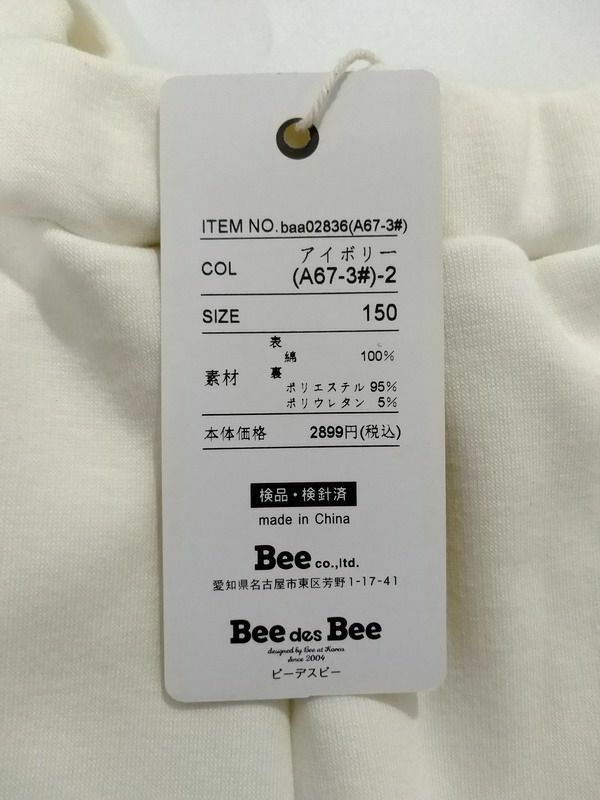 ITEM NO. baa02836(A67-3#)
COL アイボリー
(A67-3#)-2
SIZE 150
表
綿 100%
素材
裏
ポリエステル 95%
ポリウレタン 5%
本体価格 2899円(税込)
検品・検針済
made in China
Bee co.,ltd.
愛知県名古屋市東区芳野1-17-41
Bee des Bee
designed by Bee at Korea
since 2004
ビーデスビー